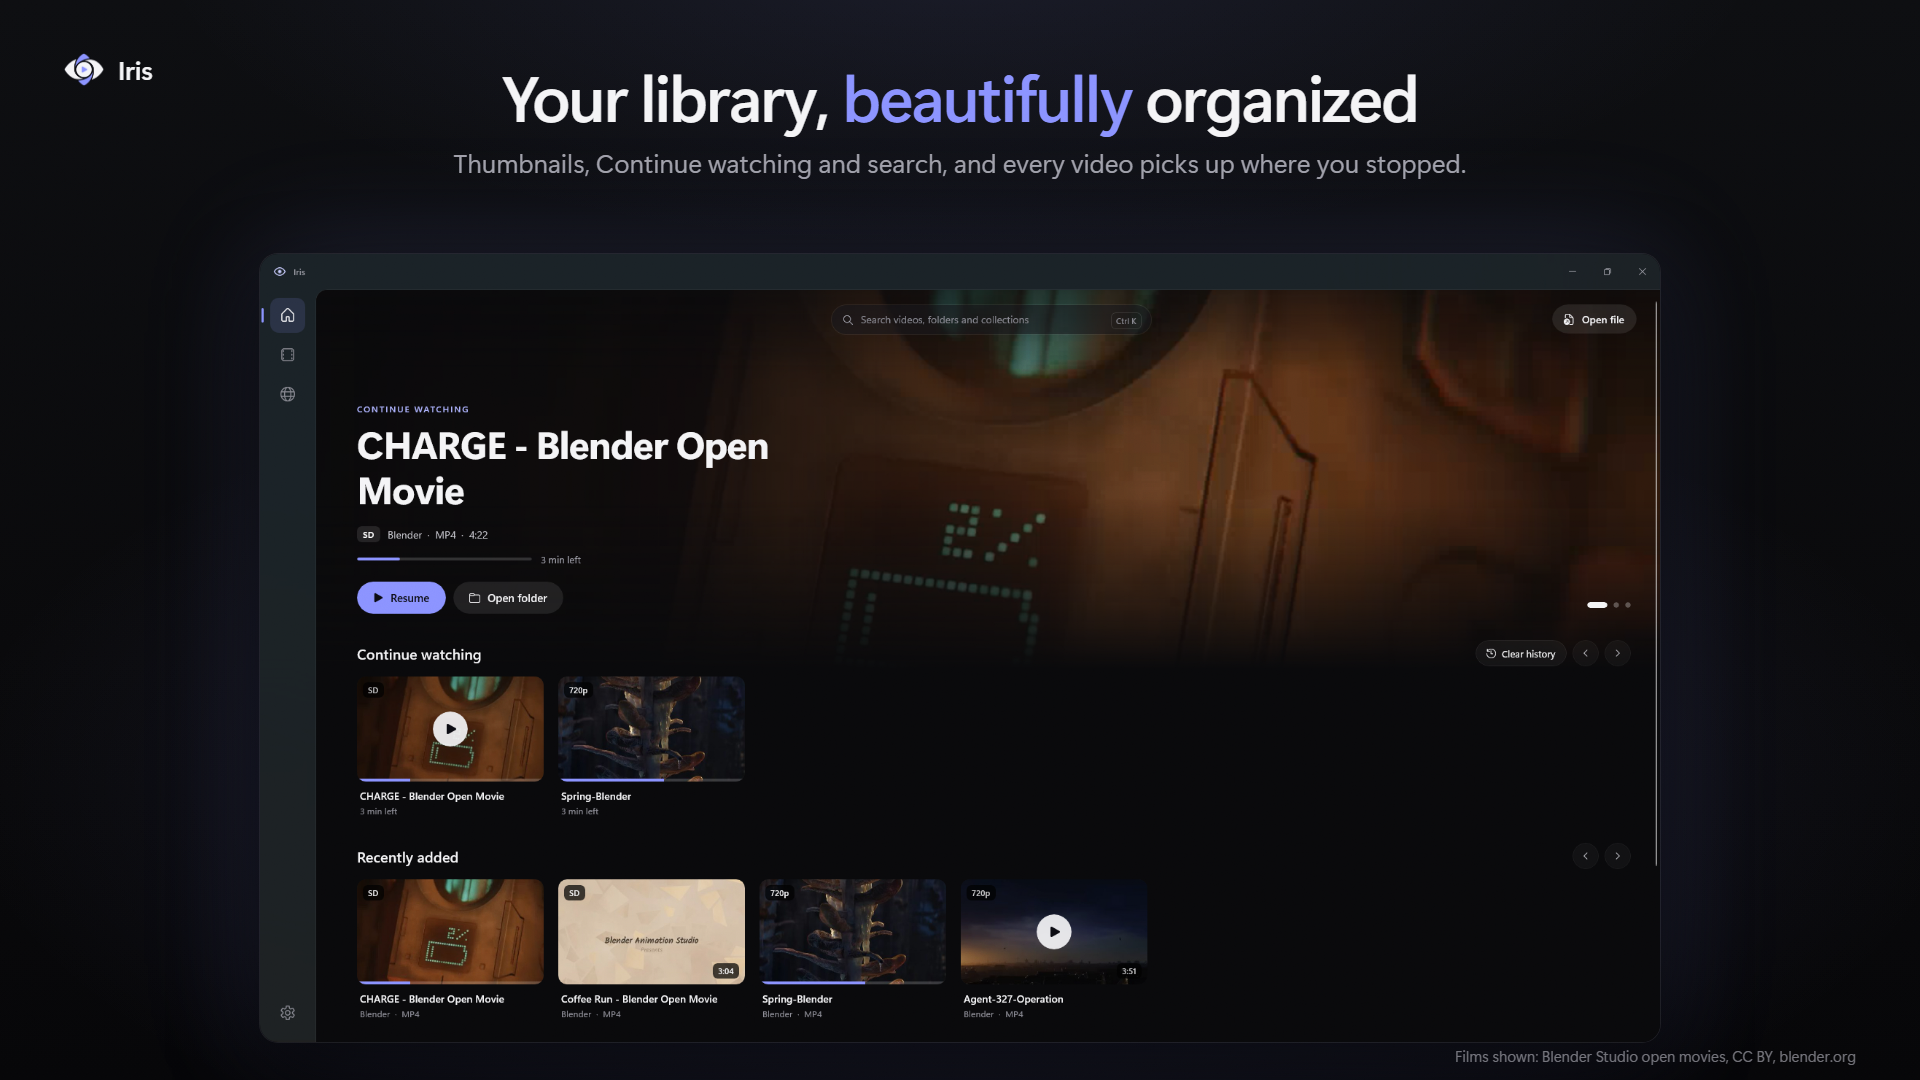 Iris
Your library, beautifully organized
Thumbnails, Continue watching and search, and every video picks up where you stopped.
Iris
Search videos, folders and collections
Ctrl K
Open file
CONTINUE WATCHING
CHARGE - Blender Open
Movie
SD Blender · MP4 · 4:22
3 min left
Resume
Open folder
2%
Continue watching
Clear history
SD
720p
CHARGE - Blender Open Movie
3 min left
Spring-Blender
3 min left
Recently added
SD
2%
SD
Blender Animation Studio
3:04
720p
720p
3:51
CHARGE - Blender Open Movie
Blender · MP4
Coffee Run - Blender Open Movie
Blender · MP4
Spring-Blender
Blender · MP4
Agent-327-Operation
Blender · MP4
Films shown: Blender Studio open movies, CC BY, blender.org